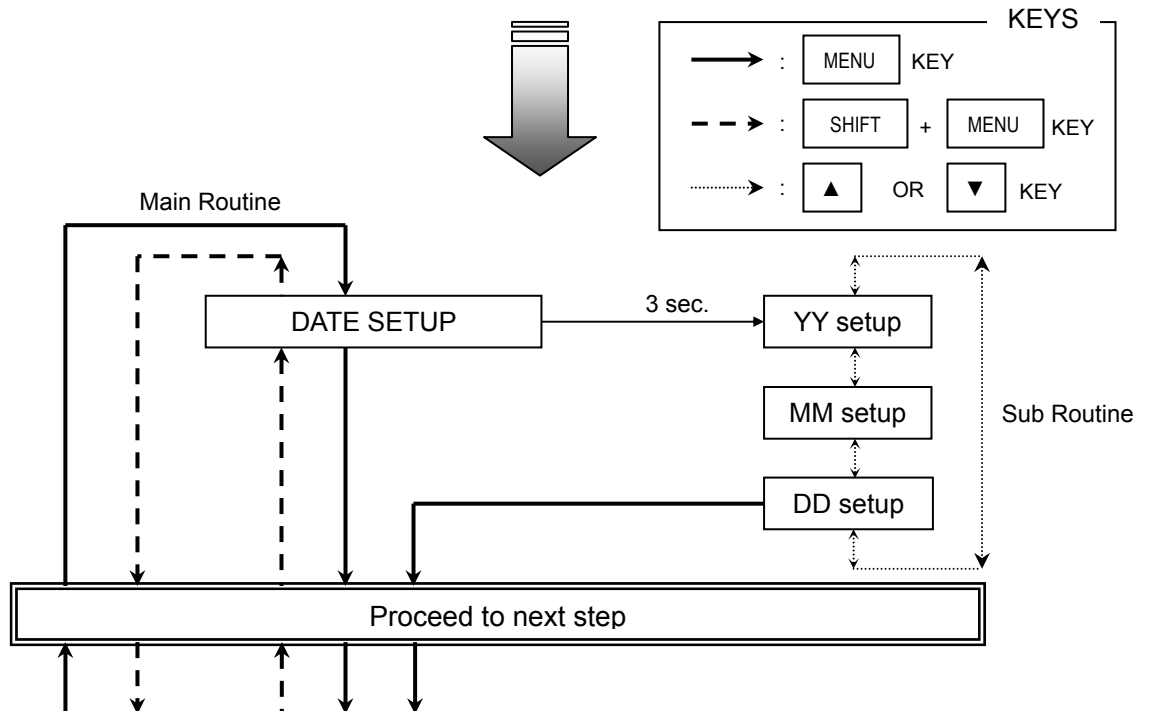 KEYS
: MENU KEY
: SHIFT + MENU KEY
: ▲ OR ▼ KEY
Main Routine
DATE SETUP
3 sec.
YY setup
MM setup
Sub Routine
DD setup
Proceed to next step